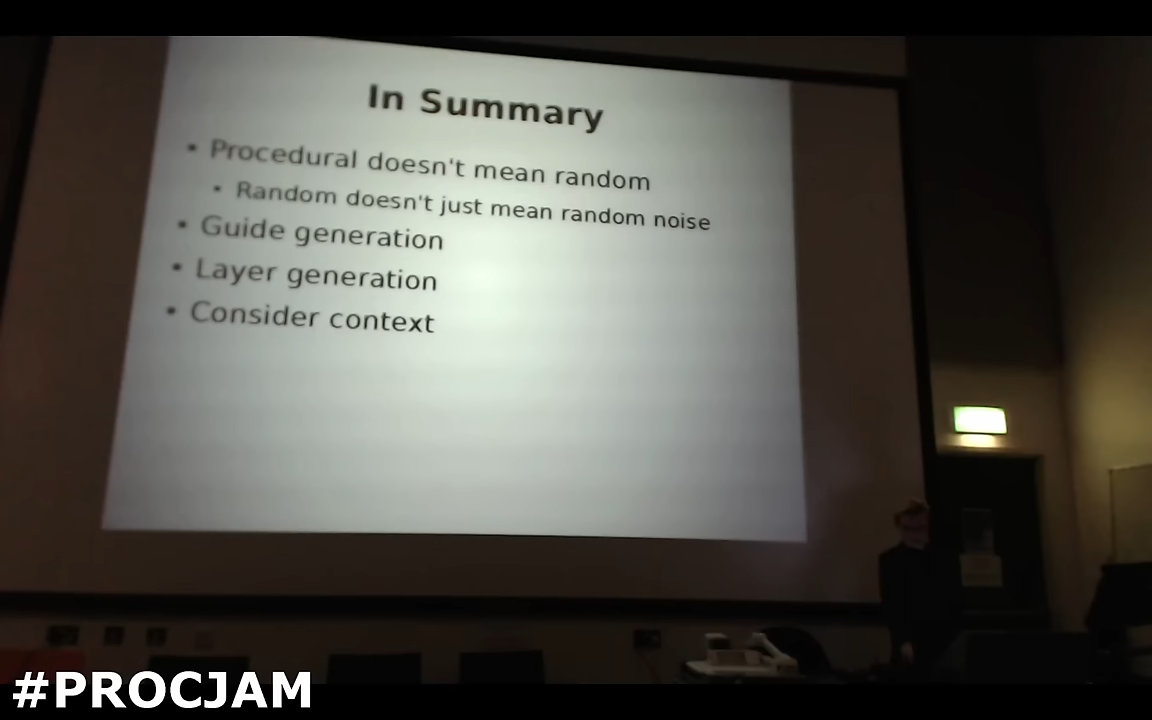 In Summary
• Procedural doesn't mean random
• Random doesn't just mean random noise
• Guide generation
• Layer generation
• Consider context
#PROCJAM